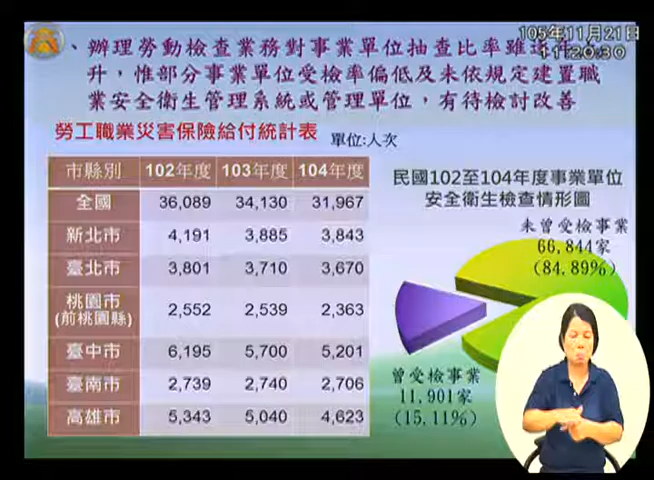 105年11月21日
11:20:30
、辦理勞動檢查業務對事業單位抽查比率雖
升，惟部分事業單位受檢率偏低及未依規定建置職
業安全衛生管理系統或管理單位，有待檢討改善
勞工職業災害保險給付統計表 單位:人次
市縣別 102年度 103年度 104年度
全國 36,089 34,130 31,967
新北市 4,191 3,885 3,843
臺北市 3,801 3,710 3,670
桃園市
(前桃園縣) 2,552 2,539 2,363
臺中市 6,195 5,700 5,201
臺南市 2,739 2,740 2,706
高雄市 5,343 5,040 4,623
民國102至104年度事業單位
安全衛生檢查情形圖
未曾受檢事業
66,844家
(84.89%)
曾受檢事業
11,901家
(15.11%)